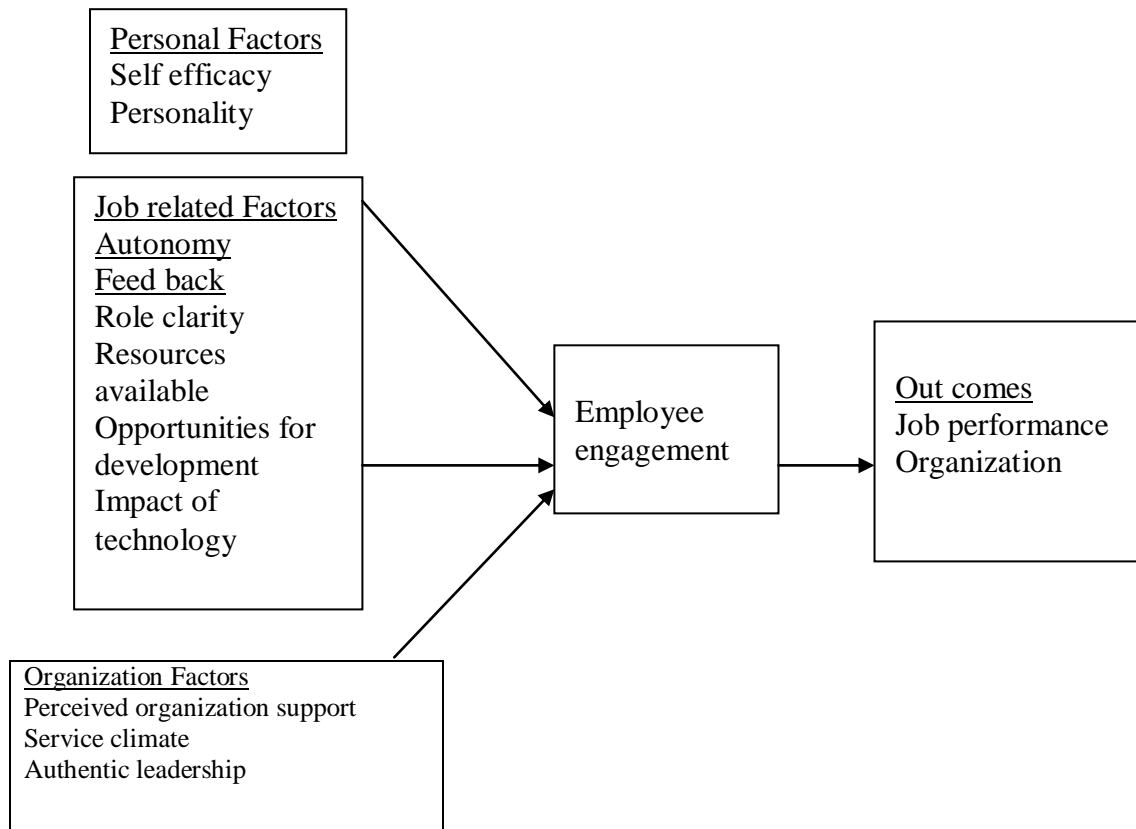 Personal Factors
Self efficacy
Personality
Job related Factors
Autonomy
Feed back
Role clarity
Resources
available
Opportunities for
development
Impact of
technology
Employee
engagement
Out comes
Job performance
Organization
Organization Factors
Perceived organization support
Service climate
Authentic leadership